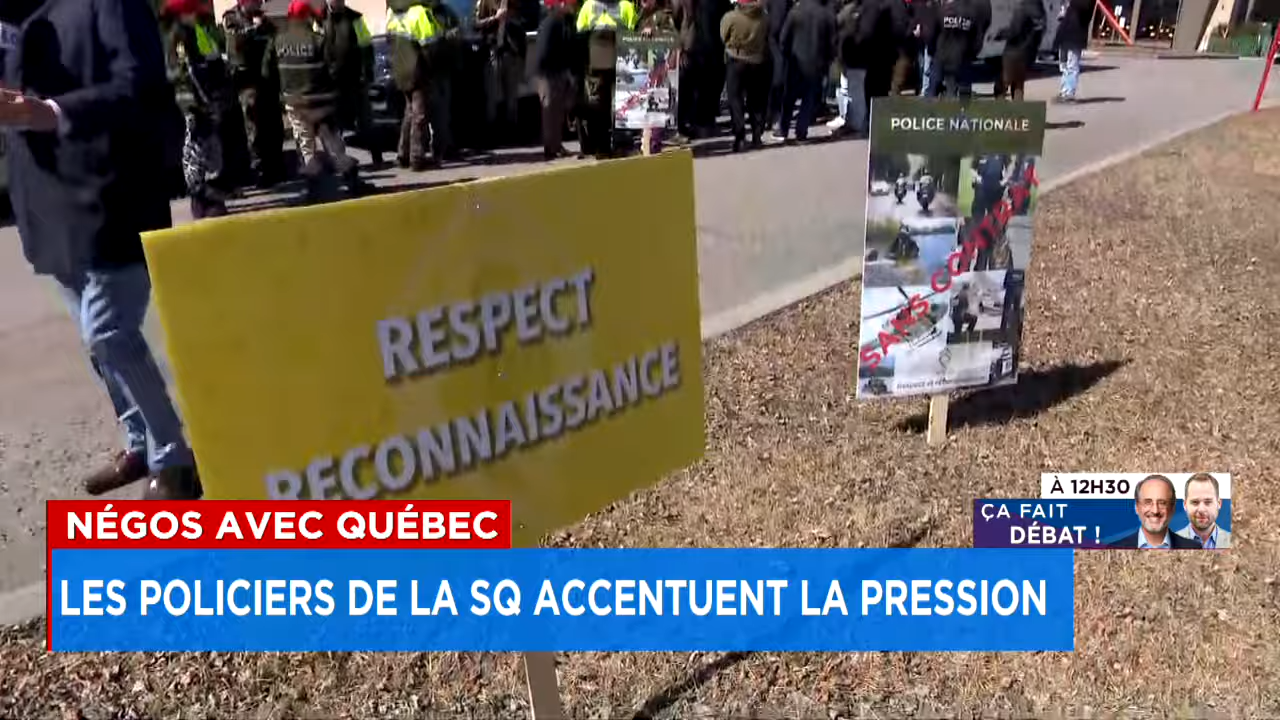 POLICE
POLICE
POLICE NATIONALE
SANS CONTRAT
RESPECT
RECONNAISSANCE
À 12H30
ÇA FAIT
DÉBAT !
NÉGOS AVEC QUÉBEC
LES POLICIERS DE LA SQ ACCENTUENT LA PRESSION